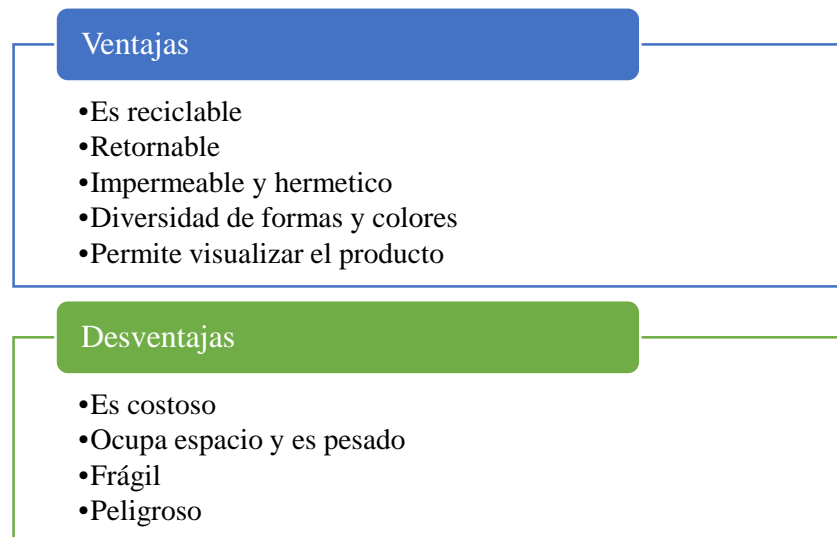 Ventajas
•Es reciclable
•Retornable
•Impermeable y hermetico
•Diversidad de formas y colores
•Permite visualizar el producto
Desventajas
•Es costoso
•Ocupa espacio y es pesado
•Frágil
•Peligroso